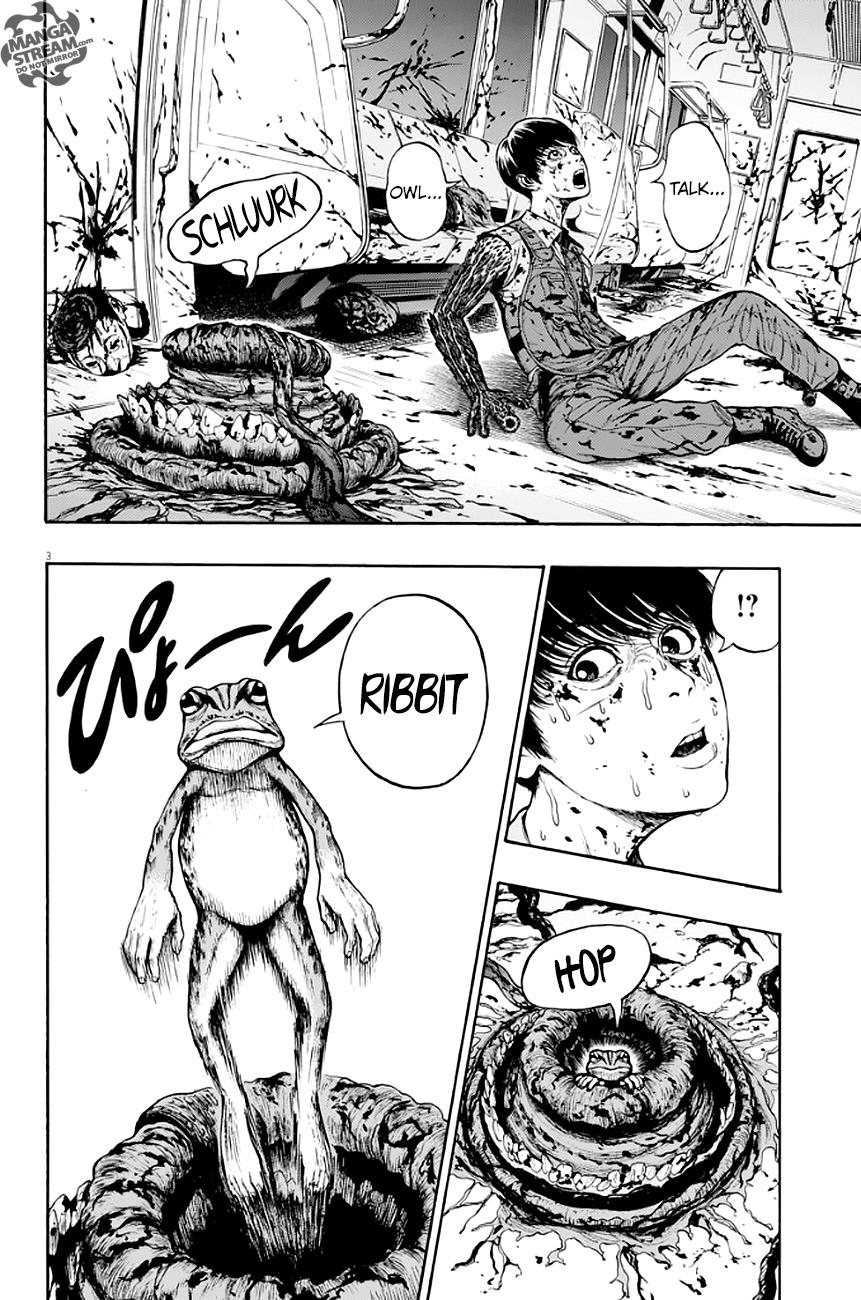 MANGA
STREAM.com
DO NOT MIRROR
TALK...
OWL...
SCHLUURK
3
!?
HOP
RIBBIT
ぴょーん